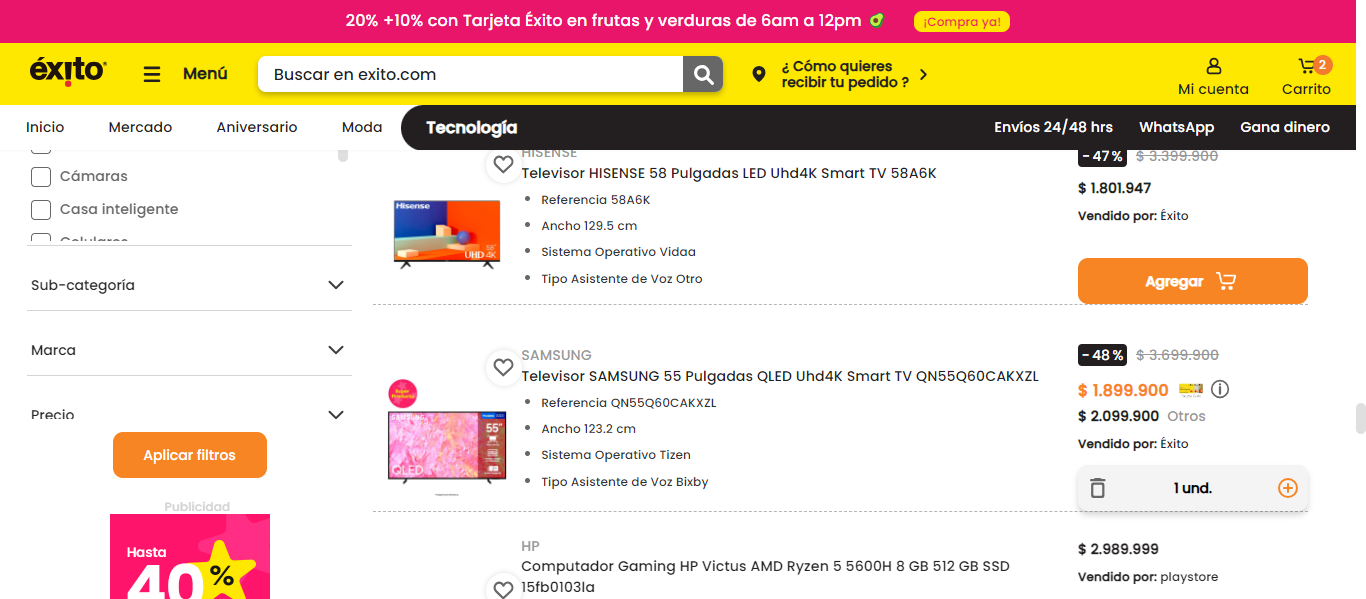 20% +10% con Tarjeta Éxito en frutas y verduras de 6am a 12pm
¡Compra ya!
éxito
Menú
Buscar en exito.com
¿ Cómo quieres
recibir tu pedido ?
Mi cuenta
2
Carrito
Inicio
Mercado
Aniversario
Moda
Tecnología
Envíos 24/48 hrs
WhatsApp
Gana dinero
Cámaras
Casa inteligente
Celulares
Sub-categoría
Marca
Precio
Aplicar filtros
Publicidad
Hasta
40%
HISENSE
Televisor HISENSE 58 Pulgadas LED Uhd4K Smart TV 58A6K
Referencia 58A6K
Ancho 129.5 cm
Sistema Operativo Vidaa
Tipo Asistente de Voz Otro
Hisense
58"
UHD 4K
- 47 %
$ 3.399.900
$ 1.801.947
Vendido por: Éxito
Agregar
SAMSUNG
Televisor SAMSUNG 55 Pulgadas QLED Uhd4K Smart TV QN55Q60CAKXZL
Referencia QN55Q60CAKXZL
Ancho 123.2 cm
Sistema Operativo Tizen
Tipo Asistente de Voz Bixby
SAMSUNG
55"
QLED
- 48 %
$ 3.699.900
$ 1.899.900
$ 2.099.900 Otros
Vendido por: Éxito
1 und.
HP
Computador Gaming HP Victus AMD Ryzen 5 5600H 8 GB 512 GB SSD
15fb0103la
$ 2.989.999
Vendido por: playstore